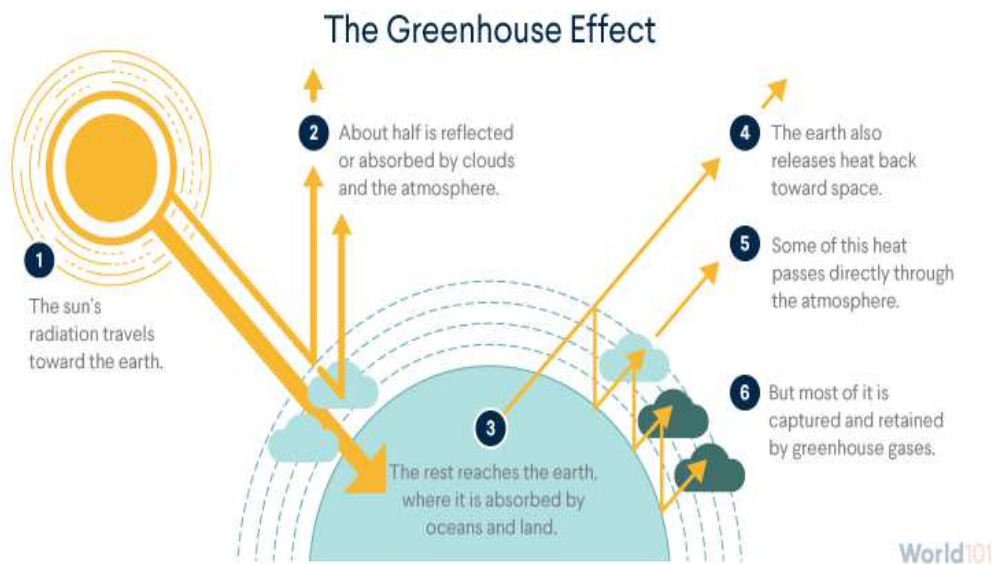 The Greenhouse Effect
1
The sun's
radiation travels
toward the earth.
2
About half is reflected
or absorbed by clouds
and the atmosphere.
3
The rest reaches the earth,
where it is absorbed by
oceans and land.
4
The earth also
releases heat back
toward space.
5
Some of this heat
passes directly through
the atmosphere.
6
But most of it is
captured and retained
by greenhouse gases.
World101